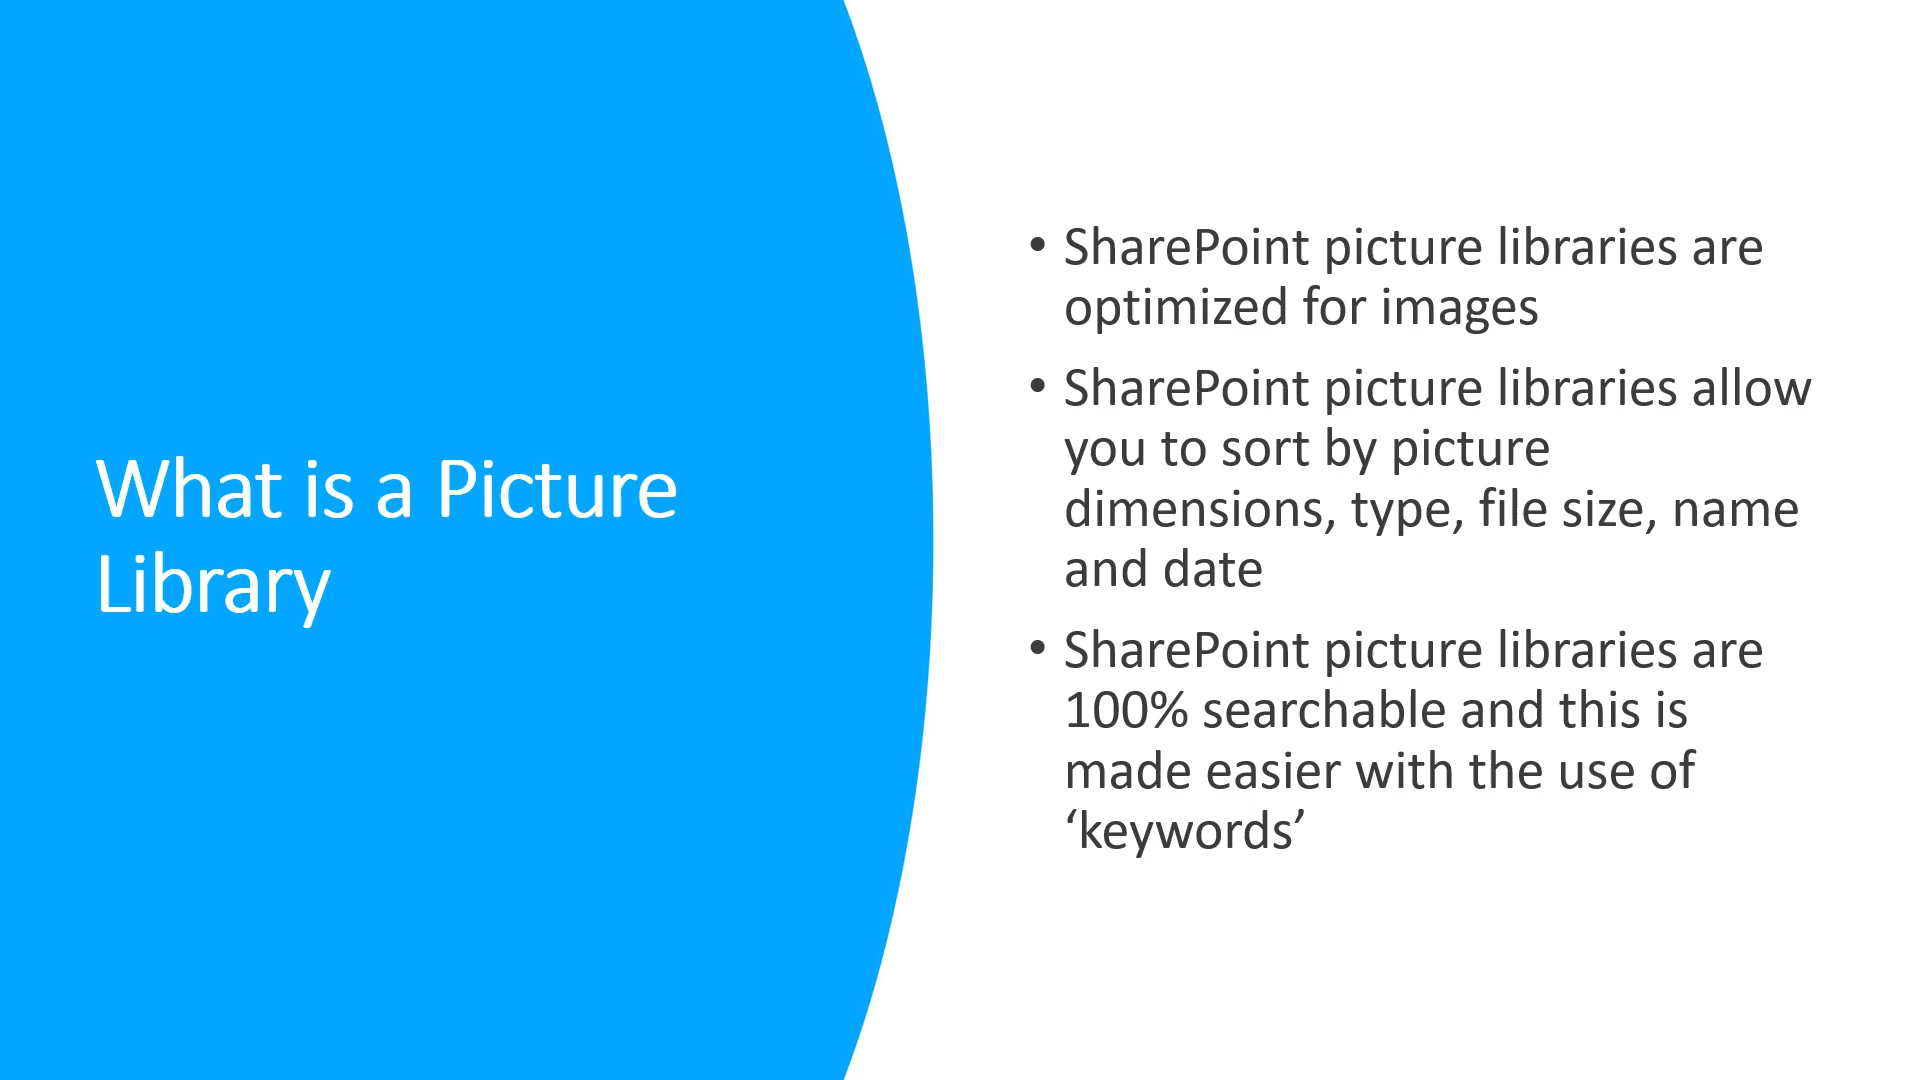 What is a Picture
Library
• SharePoint picture libraries are
optimized for images
• SharePoint picture libraries allow
you to sort by picture
dimensions, type, file size, name
and date
• SharePoint picture libraries are
100% searchable and this is
made easier with the use of
‘keywords’